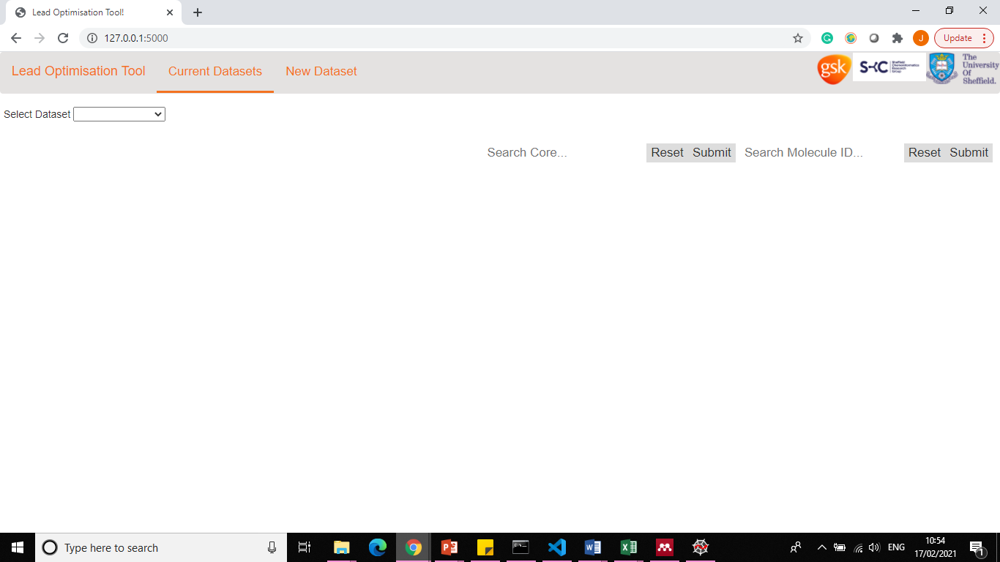 Lead Optimisation Tool!
127.0.0.1:5000
J
Update
Lead Optimisation Tool
Current Datasets
New Dataset
gsk
Sheffield
Chemoinformatics
Research
Group
The
University
Of
Sheffield.
Select Dataset
Search Core...
Reset
Submit
Search Molecule ID...
Reset
Submit
Type here to search
ENG
10:54
17/02/2021
1